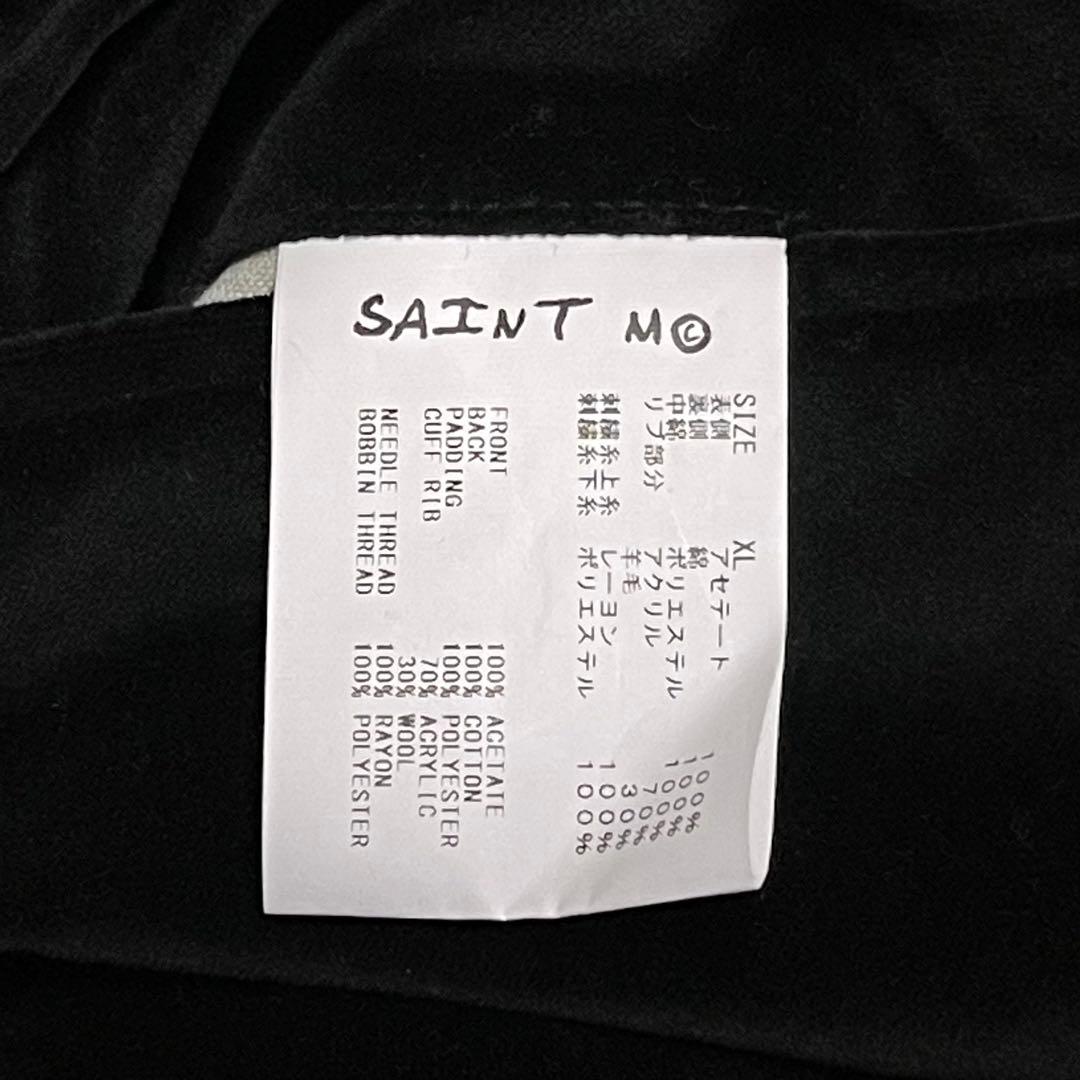 SAINT M©
SIZE XL
表側 アセテート 100%
裏側 綿 100%
中綿 ポリエステル 100%
リブ部分 アクリル 70%
羊毛 30%
刺繍糸上糸 レーヨン 100%
刺繍糸下糸 ポリエステル 100%
FRONT 100% ACETATE
BACK 100% COTTON
PADDING 100% POLYESTER
CUFF RIB 70% ACRYLIC
30% WOOL
NEEDLE THREAD 100% RAYON
BOBBIN THREAD 100% POLYESTER